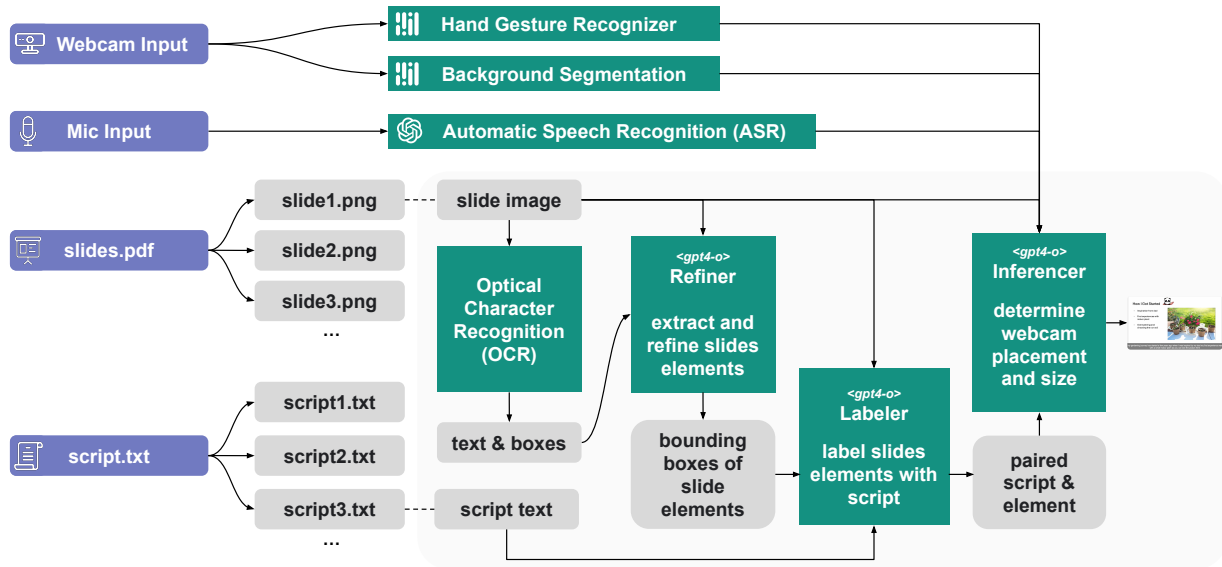 Webcam Input
Hand Gesture Recognizer
Background Segmentation
Mic Input
Automatic Speech Recognition (ASR)
slides.pdf
slide1.png
slide2.png
slide3.png
...
slide image
Optical
Character
Recognition
(OCR)
text & boxes
<gpt4-o>
Refiner
extract and
refine slides
elements
bounding
boxes of
slide
elements
script.txt
script1.txt
script2.txt
script3.txt
...
script text
<gpt4-o>
Labeler
label slides
elements with
script
<gpt4-o>
Inferencer
determine
webcam
placement
and size
paired
script &
element
How I Got Started